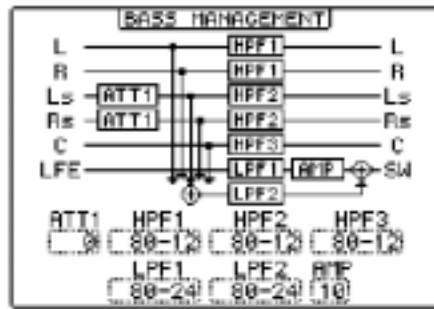 BASS MANAGEMENT
L HPF1 L
R HPF1 R
Ls ATT1 HPF2 Ls
Rs ATT1 HPF2 Rs
C HPF3 C
LFE LPF1 AMP SW
LPF2
ATT1 HPF1 HPF2 HPF3
0 80-12 80-12 80-12
LPF1 LPF2 AMP
80-24 80-24 10